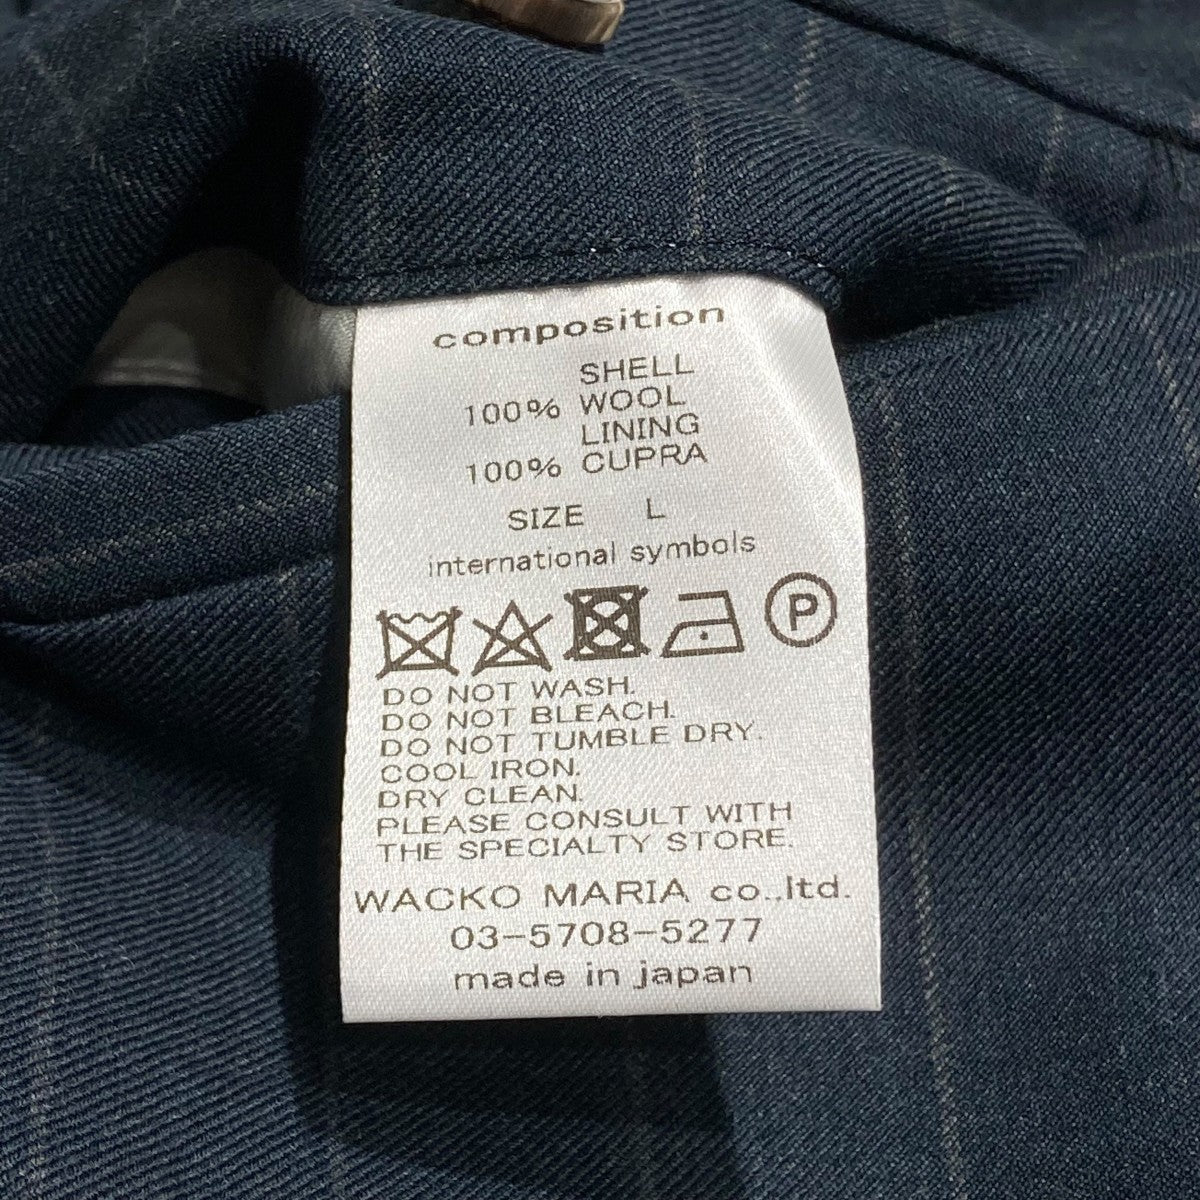 composition
SHELL
100% WOOL
LINING
100% CUPRA
SIZE L
international symbols
P
DO NOT WASH.
DO NOT BLEACH.
DO NOT TUMBLE DRY.
COOL IRON.
DRY CLEAN.
PLEASE CONSULT WITH
THE SPECIALTY STORE.
WACKO MARIA co.,ltd.
03-5708-5277
made in japan